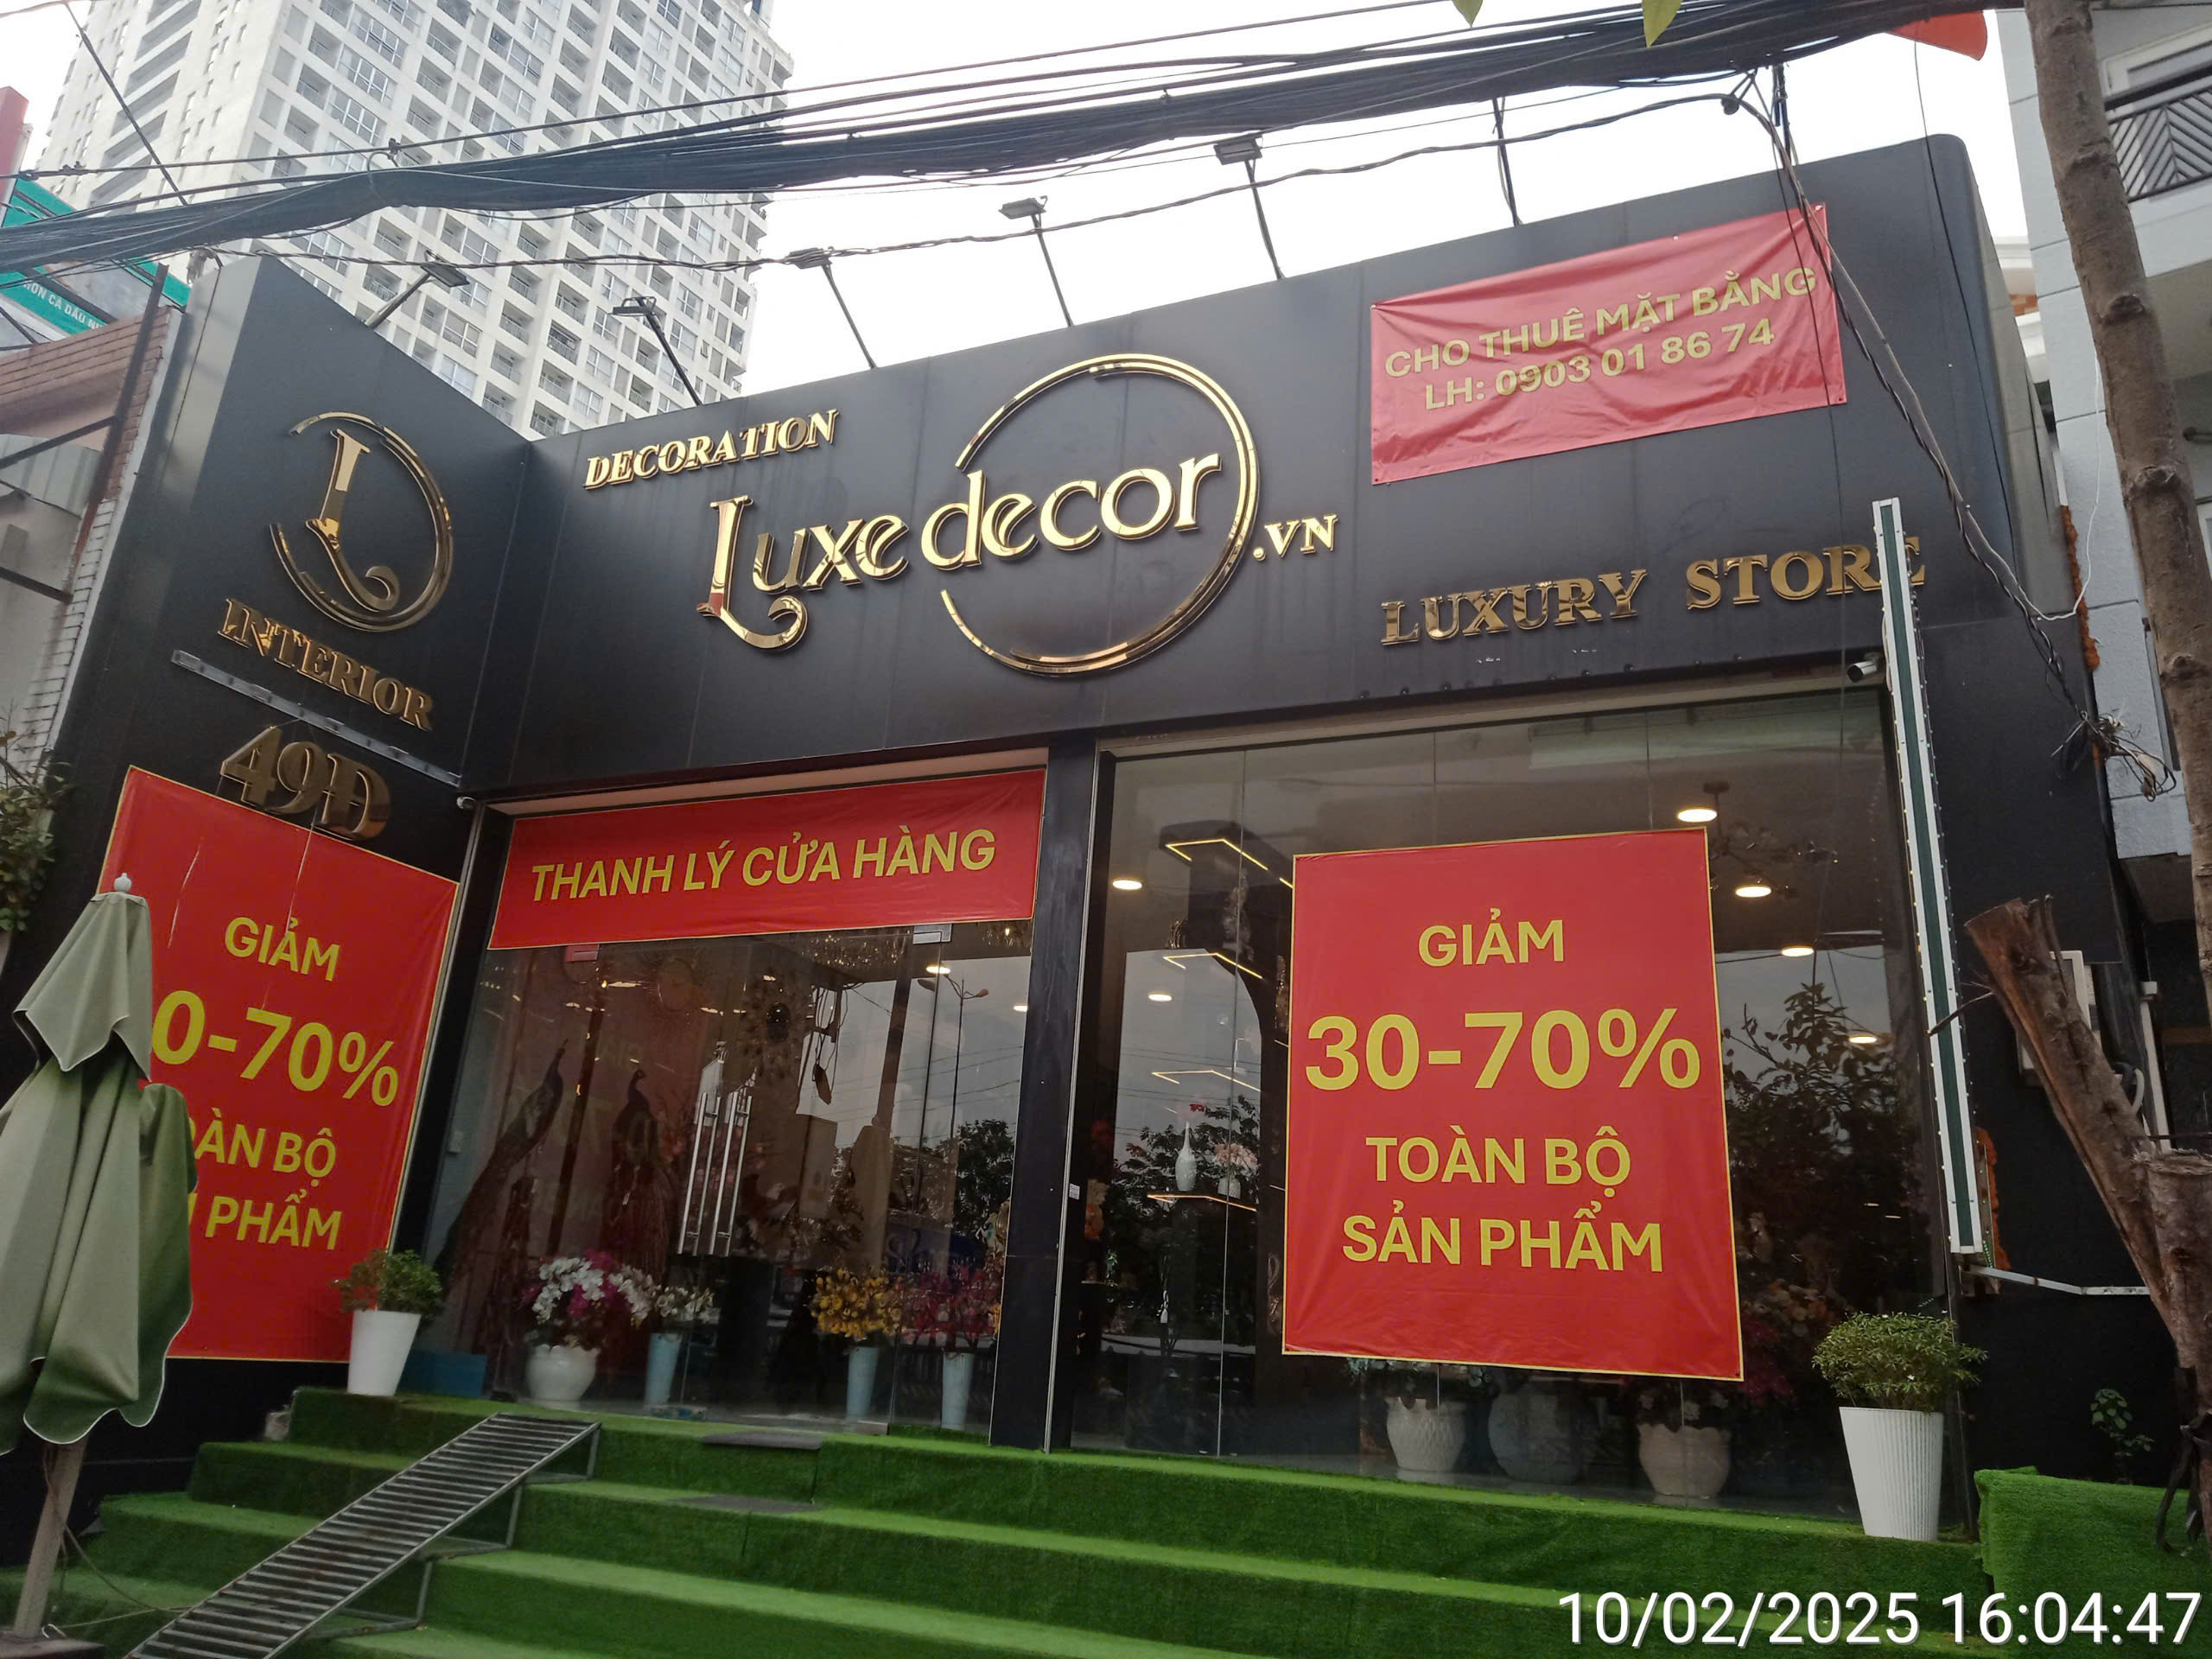 DECORATION
Luxe decor
.VN
CHO THUÊ MẶT BẰNG
LH: 0903 01 86 74
LUXURY STORE
L
INTERIOR
49D
THANH LÝ CỬA HÀNG
GIẢM
0-70%
BỘ
PHẨM
GIẢM
30-70%
TOÀN BỘ
SẢN PHẨM
10/02/2025 16:04:47